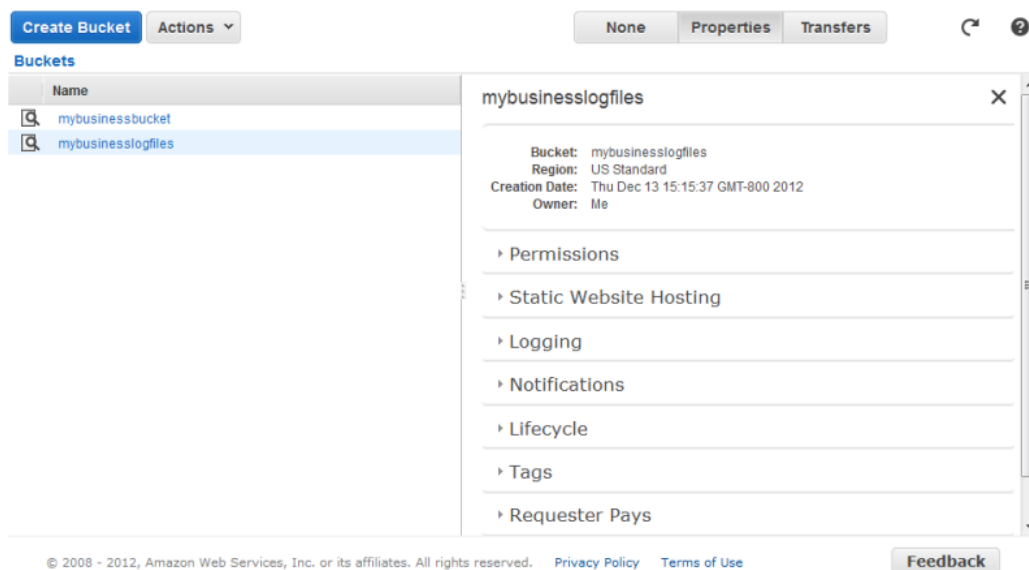 Create Bucket Actions None Properties Transfers
Buckets
Name
mybusinessbucket
mybusinesslogfiles
mybusinesslogfiles
Bucket: mybusinesslogfiles
Region: US Standard
Creation Date: Thu Dec 13 15:15:37 GMT-800 2012
Owner: Me
Permissions
Static Website Hosting
Logging
Notifications
Lifecycle
Tags
Requester Pays
© 2008 - 2012, Amazon Web Services, Inc. or its affiliates. All rights reserved. Privacy Policy Terms of Use Feedback